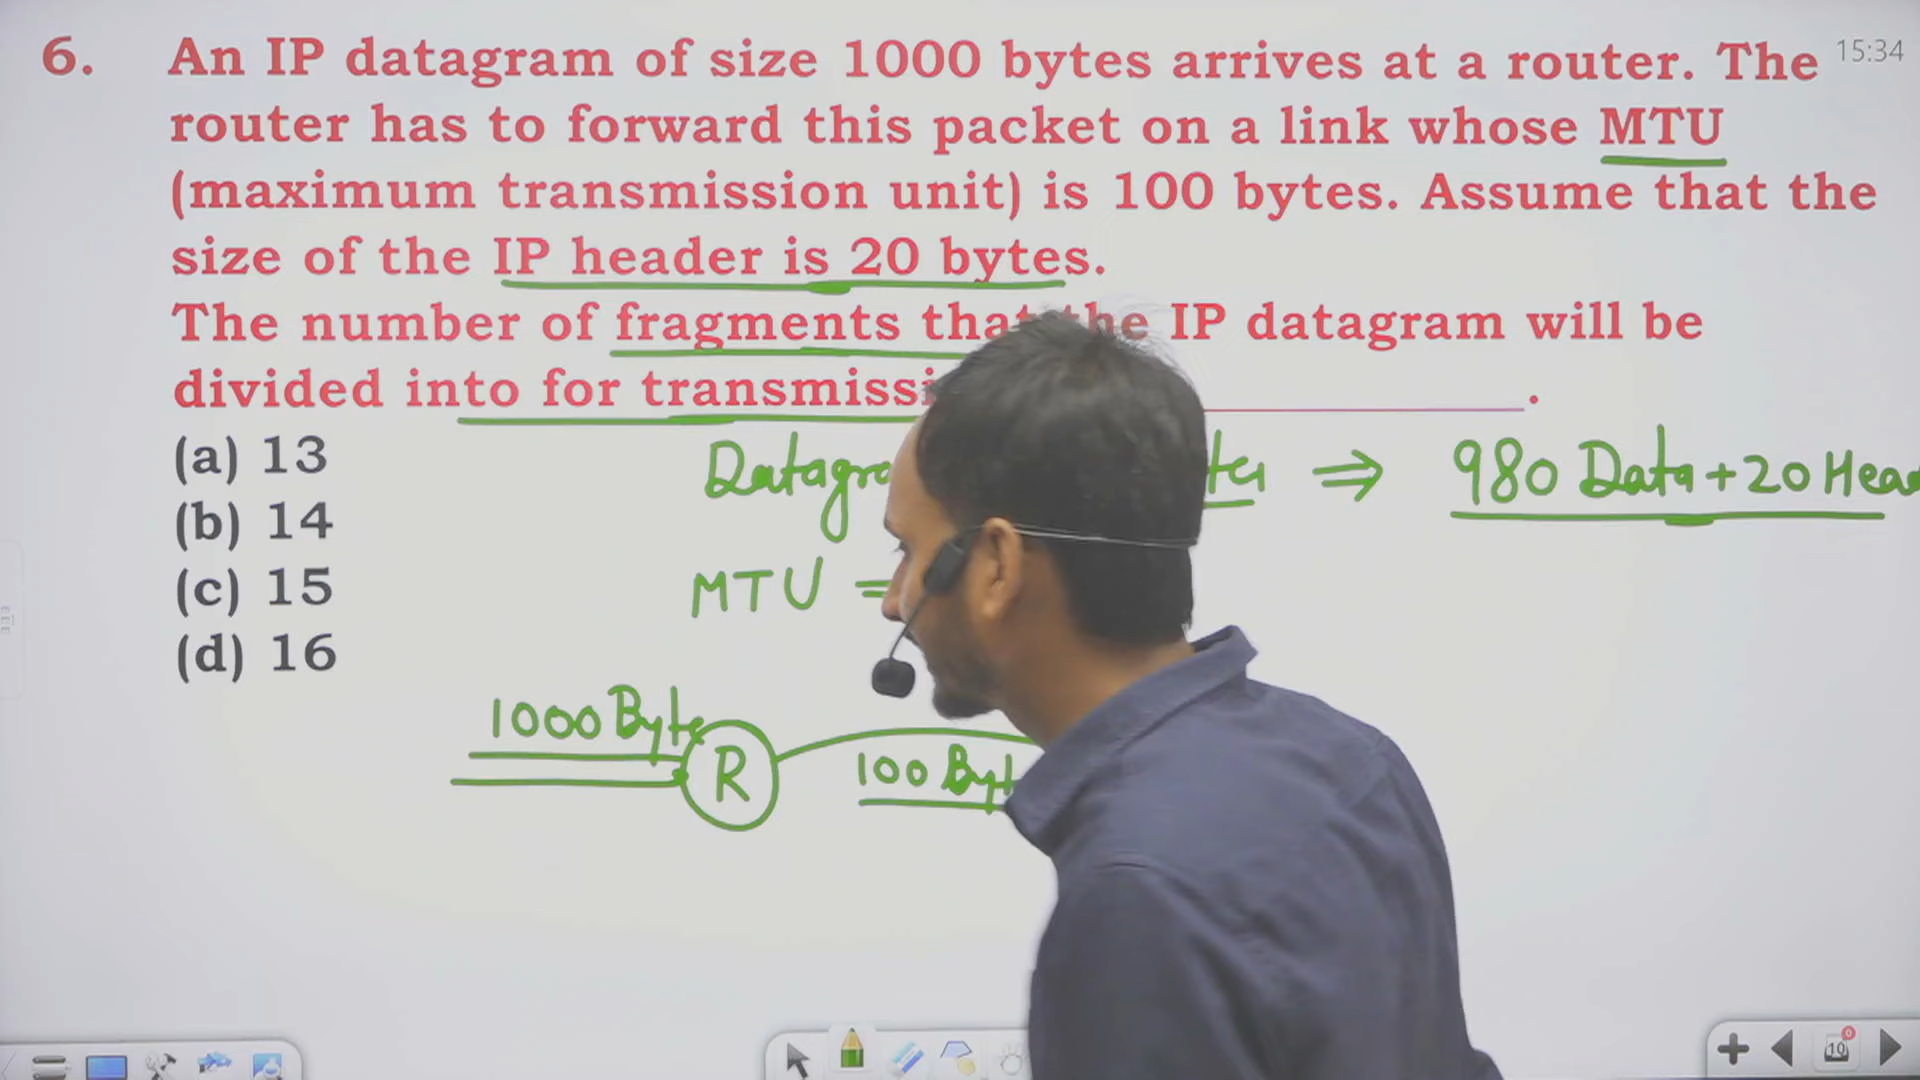 6. An IP datagram of size 1000 bytes arrives at a router. The
15:34
router has to forward this packet on a link whose MTU
(maximum transmission unit) is 100 bytes. Assume that the
size of the IP header is 20 bytes.
The number of fragments that the IP datagram will be
divided into for transmissi .
(a) 13
(b) 14
(c) 15
(d) 16
Datagra ⇒ 980 Data + 20 Head
MTU =
1000 Byte
R
100 Byt
10